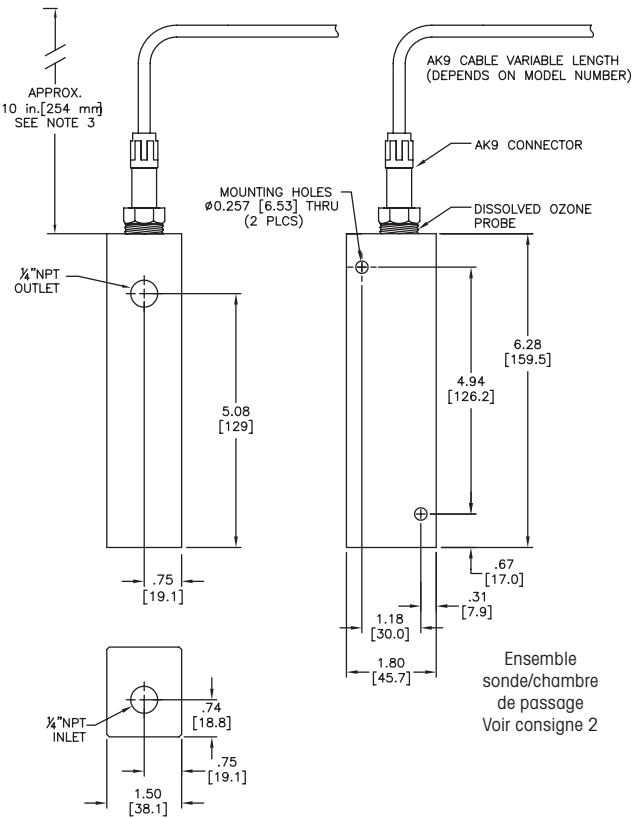 APPROX.
10 in.[254 mm]
SEE NOTE 3
AK9 CABLE VARIABLE LENGTH
(DEPENDS ON MODEL NUMBER)
AK9 CONNECTOR
MOUNTING HOLES
Ø0.257 [6.53] THRU
(2 PLCS)
DISSOLVED OZONE
PROBE
¼"NPT
OUTLET
5.08
[129]
4.94
[126.2]
6.28
[159.5]
.75
[19.1]
.67
[17.0]
.31
[7.9]
1.18
[30.0]
1.80
[45.7]
Ensemble
sonde/chambre
de passage
Voir consigne 2
¼"NPT
INLET
.74
[18.8]
.75
[19.1]
1.50
[38.1]